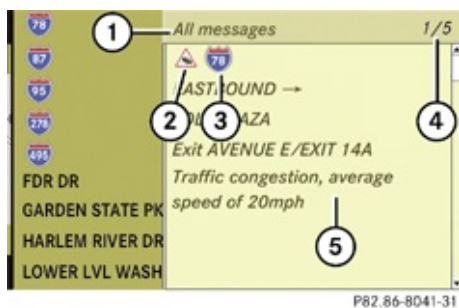 78
87
95
278
495
FDR DR
GARDEN STATE PK
HARLEM RIVER DR
LOWER LVL WASH
1
All messages 1/5
78
EASTBOUND →
2
3
4
Exit AVENUE E/EXIT 14A
Traffic congestion, average
speed of 20mph
5
P82.86-8041-31